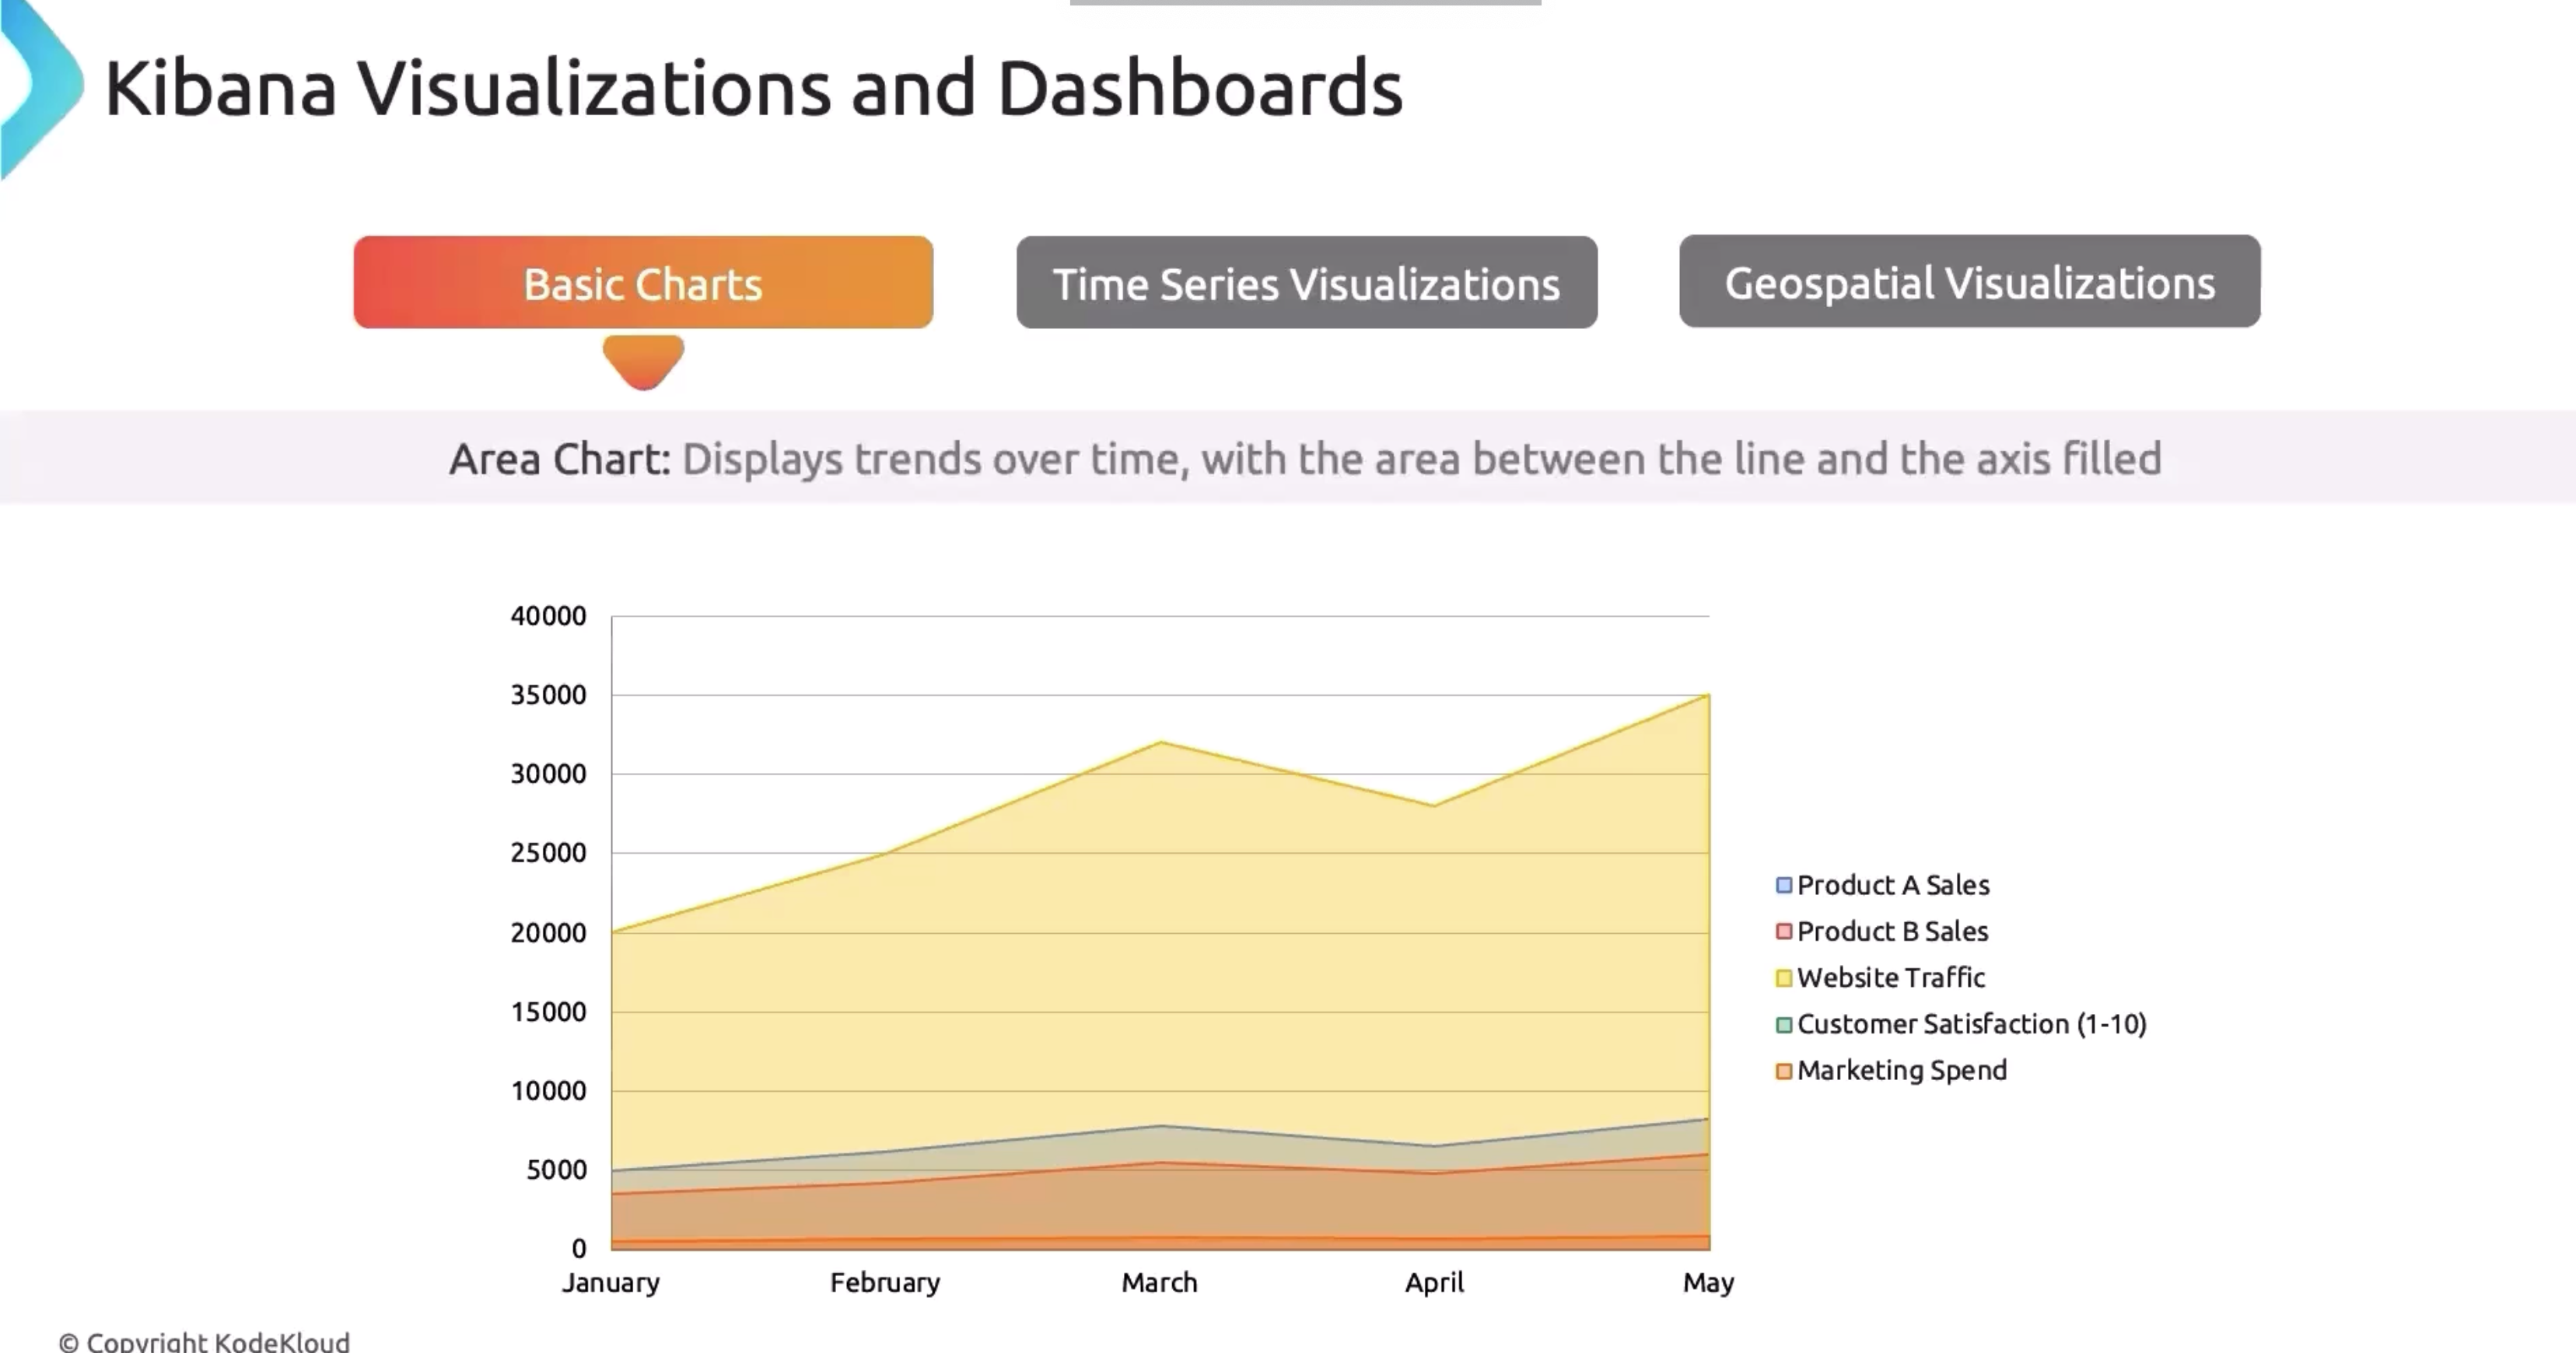 Kibana Visualizations and Dashboards
Basic Charts
Time Series Visualizations
Geospatial Visualizations
Area Chart: Displays trends over time, with the area between the line and the axis filled
40000
35000
30000
25000
20000
15000
10000
5000
0
January
February
March
April
May
Product A Sales
Product B Sales
Website Traffic
Customer Satisfaction (1-10)
Marketing Spend
© Copyright KodeKloud